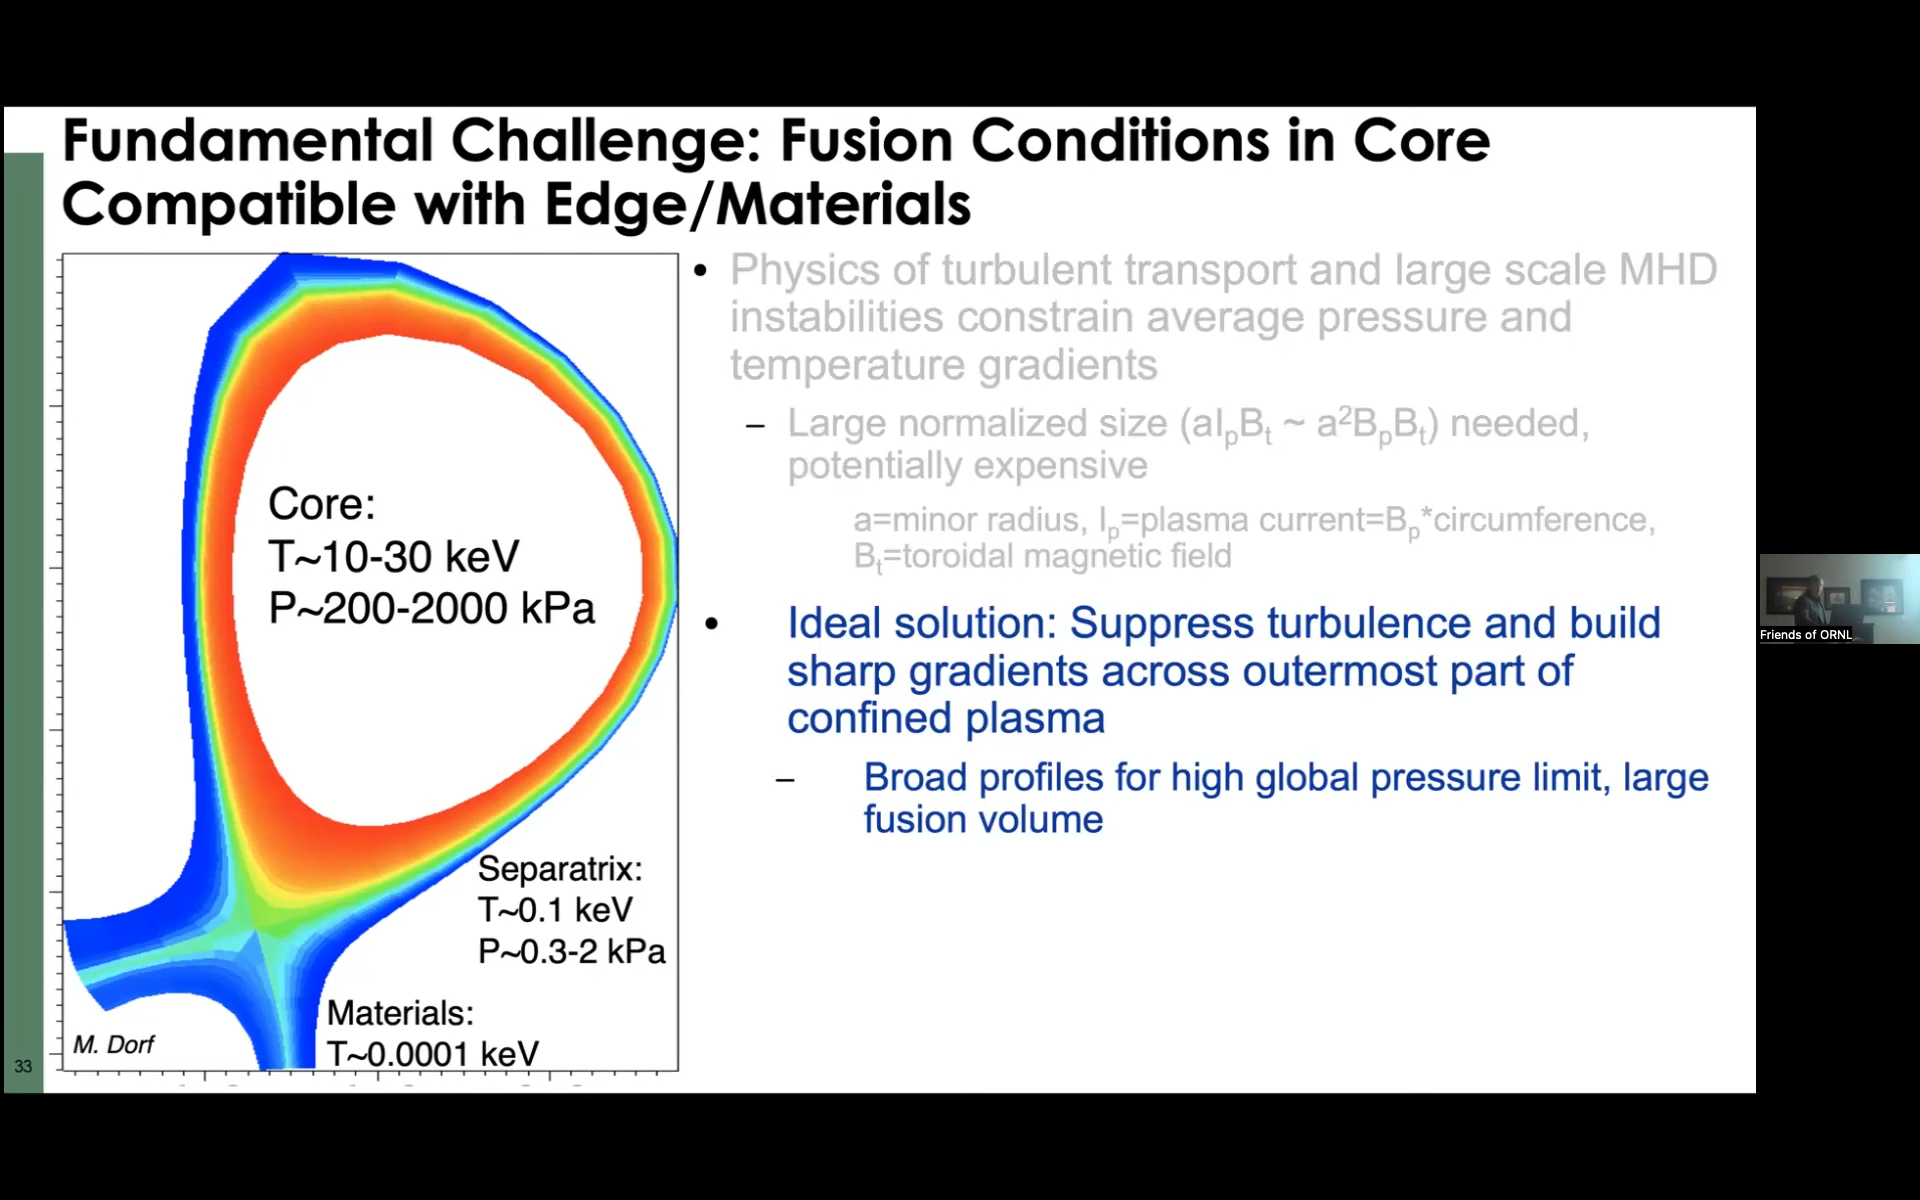 Fundamental Challenge: Fusion Conditions in Core
Compatible with Edge/Materials
Core:
T~10-30 keV
P~200-2000 kPa
Separatrix:
T~0.1 keV
P~0.3-2 kPa
Materials:
T~0.0001 keV
M. Dorf
33
• Physics of turbulent transport and large scale MHD
instabilities constrain average pressure and
temperature gradients
– Large normalized size (aIₚBₜ ~ a²BₚBₜ) needed,
potentially expensive
a=minor radius, Iₚ=plasma current=Bₚ*circumference,
Bₜ=toroidal magnetic field
• Ideal solution: Suppress turbulence and build
sharp gradients across outermost part of
confined plasma
– Broad profiles for high global pressure limit, large
fusion volume
Friends of ORNL